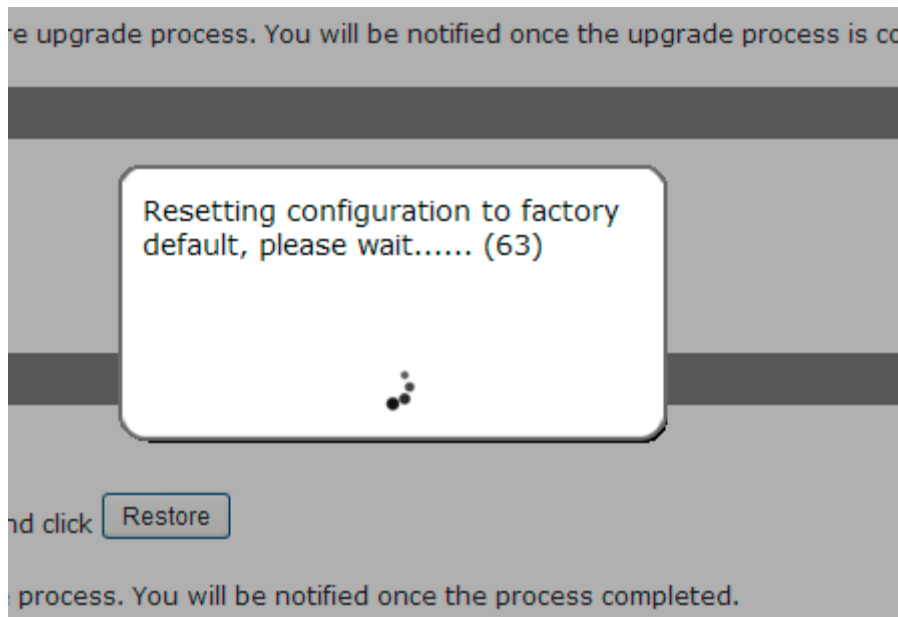 re upgrade process. You will be notified once the upgrade process is co
Resetting configuration to factory
default, please wait...... (63)
nd click Restore
process. You will be notified once the process completed.